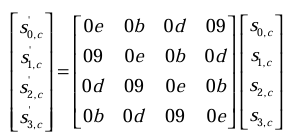 s'0,c 0e 0b 0d 09 s0,c
s'1,c 09 0e 0b 0d s1,c
= 
s'2,c 0d 09 0e 0b s2,c
s'3,c 0b 0d 09 0e s3,c